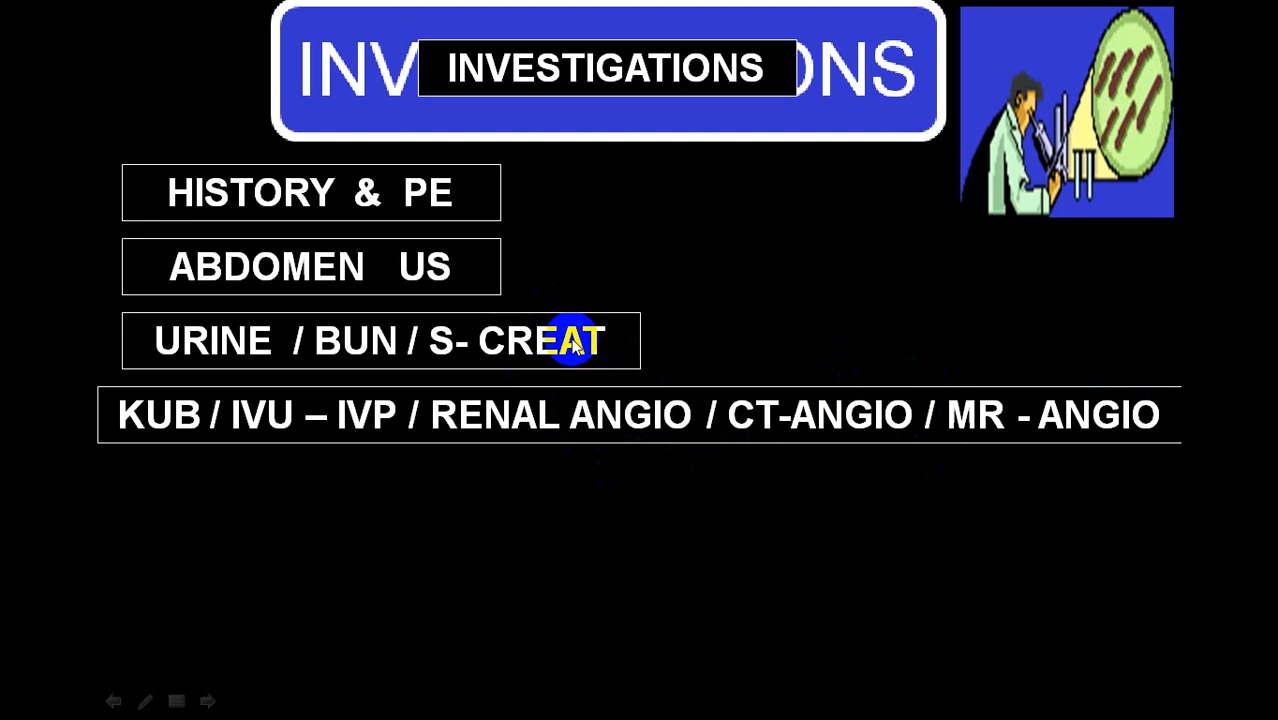 INVESTIGATIONS
HISTORY & PE
ABDOMEN US
URINE / BUN / S- CREAT
KUB / IVU – IVP / RENAL ANGIO / CT-ANGIO / MR - ANGIO